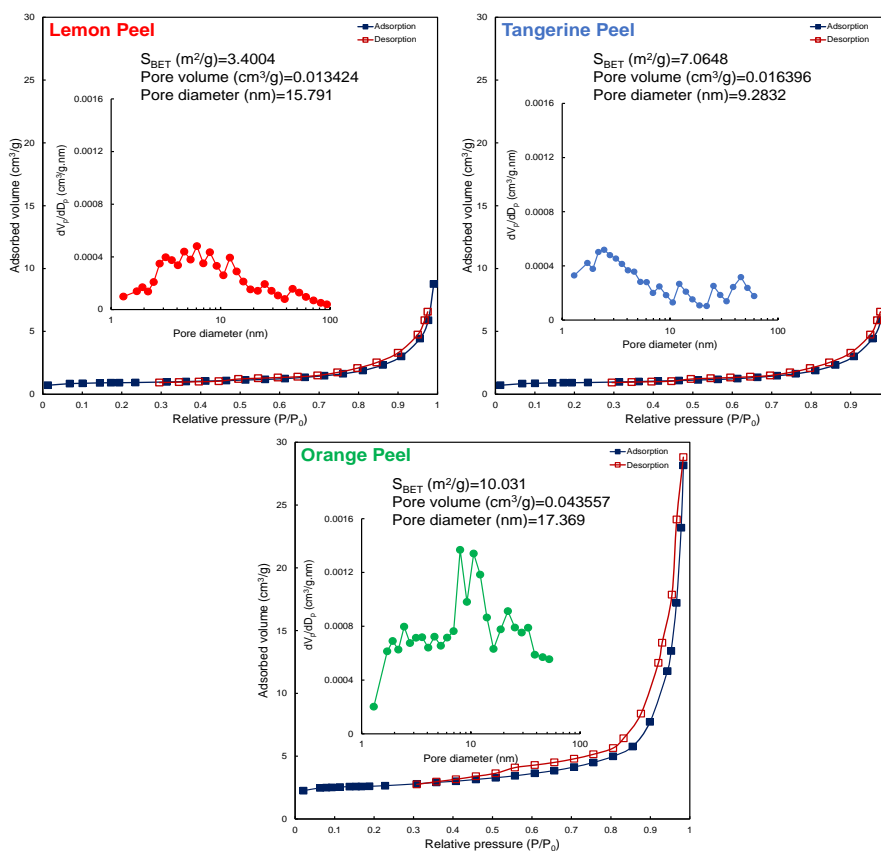 Lemon Peel
Adsorption
Desorption
S_BET (m²/g)=3.4004
Pore volume (cm³/g)=0.013424
Pore diameter (nm)=15.791
Adsorbed volume (cm³/g)
30
25
20
15
10
5
0
0 0.1 0.2 0.3 0.4 0.5 0.6 0.7 0.8 0.9 1
Relative pressure (P/P₀)
dVₚ/dDₚ (cm³/g.nm)
0.0016
0.0012
0.0008
0.0004
0
1 10 100
Pore diameter (nm)
Tangerine Peel
Adsorption
Desorption
S_BET (m²/g)=7.0648
Pore volume (cm³/g)=0.016396
Pore diameter (nm)=9.2832
Adsorbed volume (cm³/g)
30
25
20
15
10
5
0
0 0.1 0.2 0.3 0.4 0.5 0.6 0.7 0.8 0.9
Relative pressure (P/P₀)
dVₚ/dDₚ (cm³/g.nm)
0.0016
0.0012
0.0008
0.0004
0
1 10 100
Pore diameter (nm)
Orange Peel
Adsorption
Desorption
S_BET (m²/g)=10.031
Pore volume (cm³/g)=0.043557
Pore diameter (nm)=17.369
Adsorbed volume (cm³/g)
30
25
20
15
10
5
0
0 0.1 0.2 0.3 0.4 0.5 0.6 0.7 0.8 0.9 1
Relative pressure (P/P₀)
dVₚ/dDₚ (cm³/g.nm)
0.0016
0.0012
0.0008
0.0004
0
1 10 100
Pore diameter (nm)